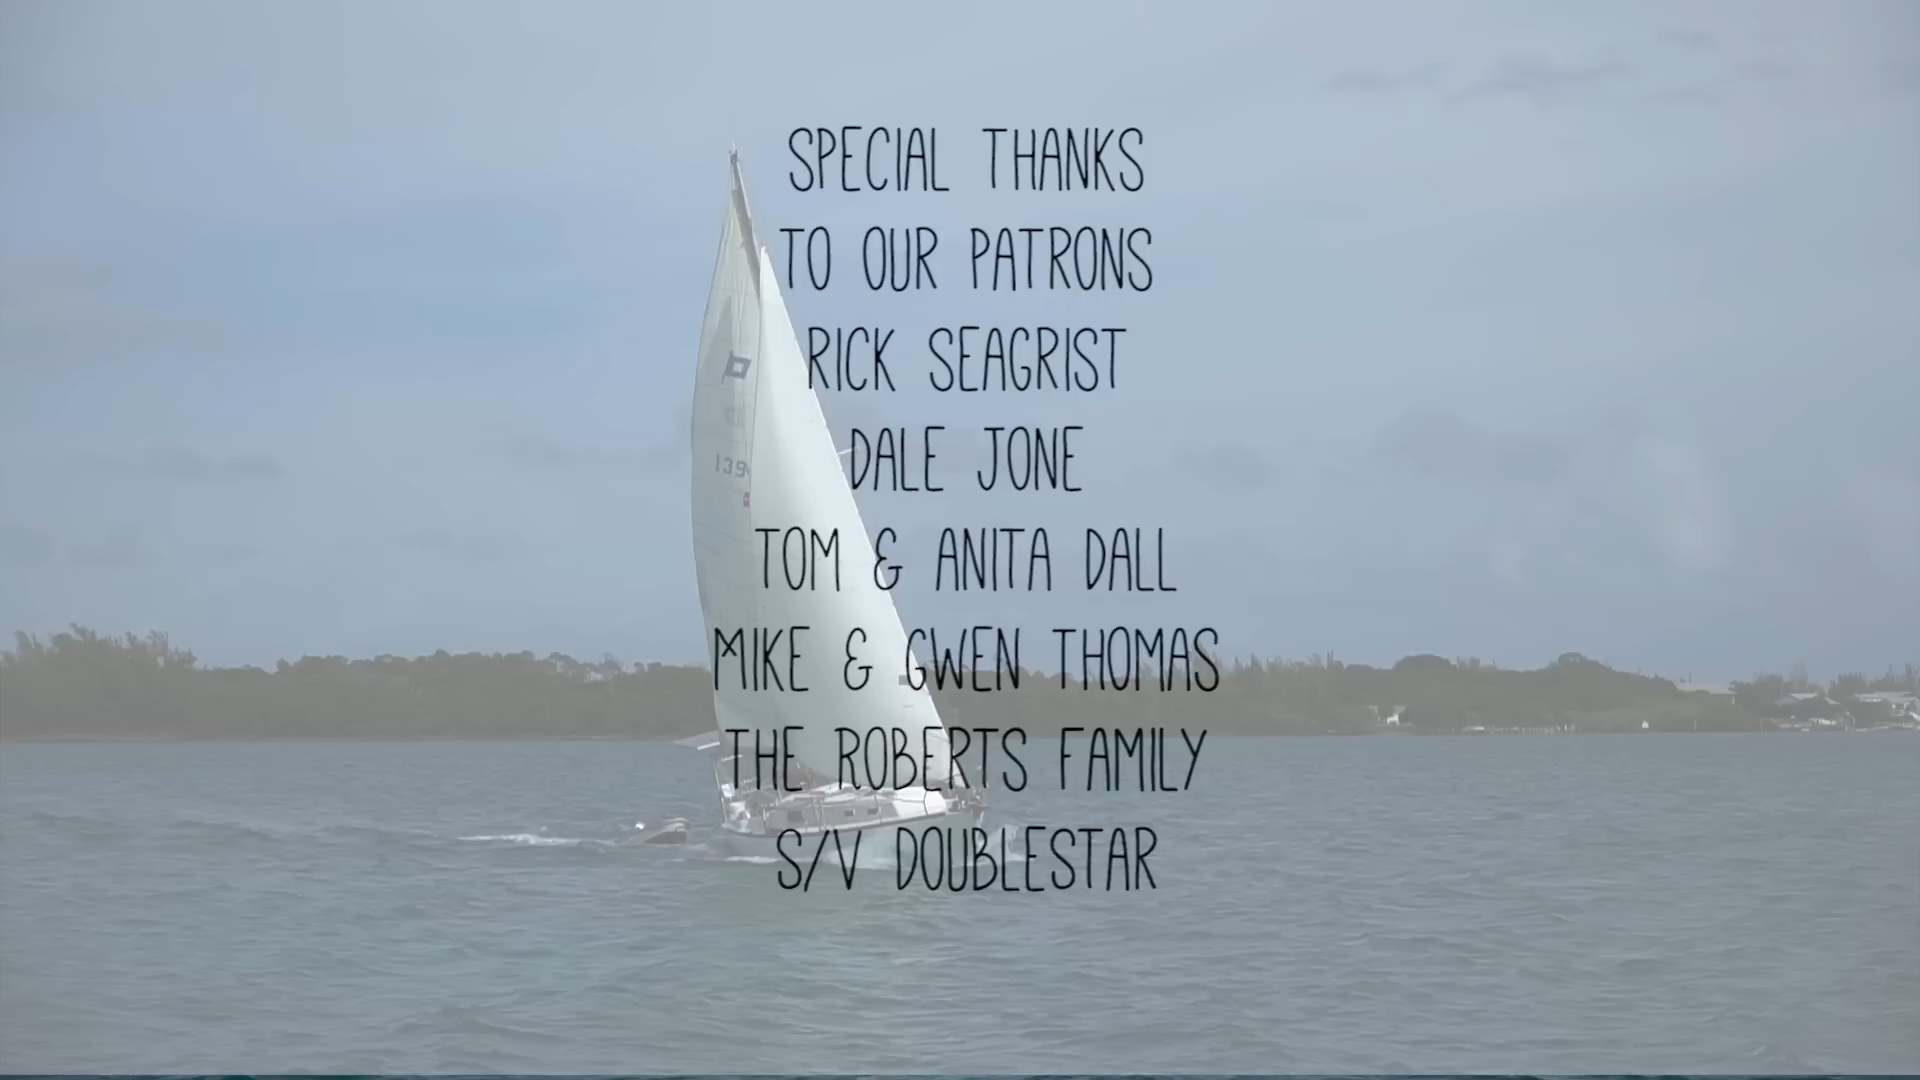 SPECIAL THANKS
TO OUR PATRONS
RICK SEAGRIST
DALE JONE
TOM & ANITA DALL
MIKE & GWEN THOMAS
THE ROBERTS FAMILY
S/V DOUBLESTAR
139